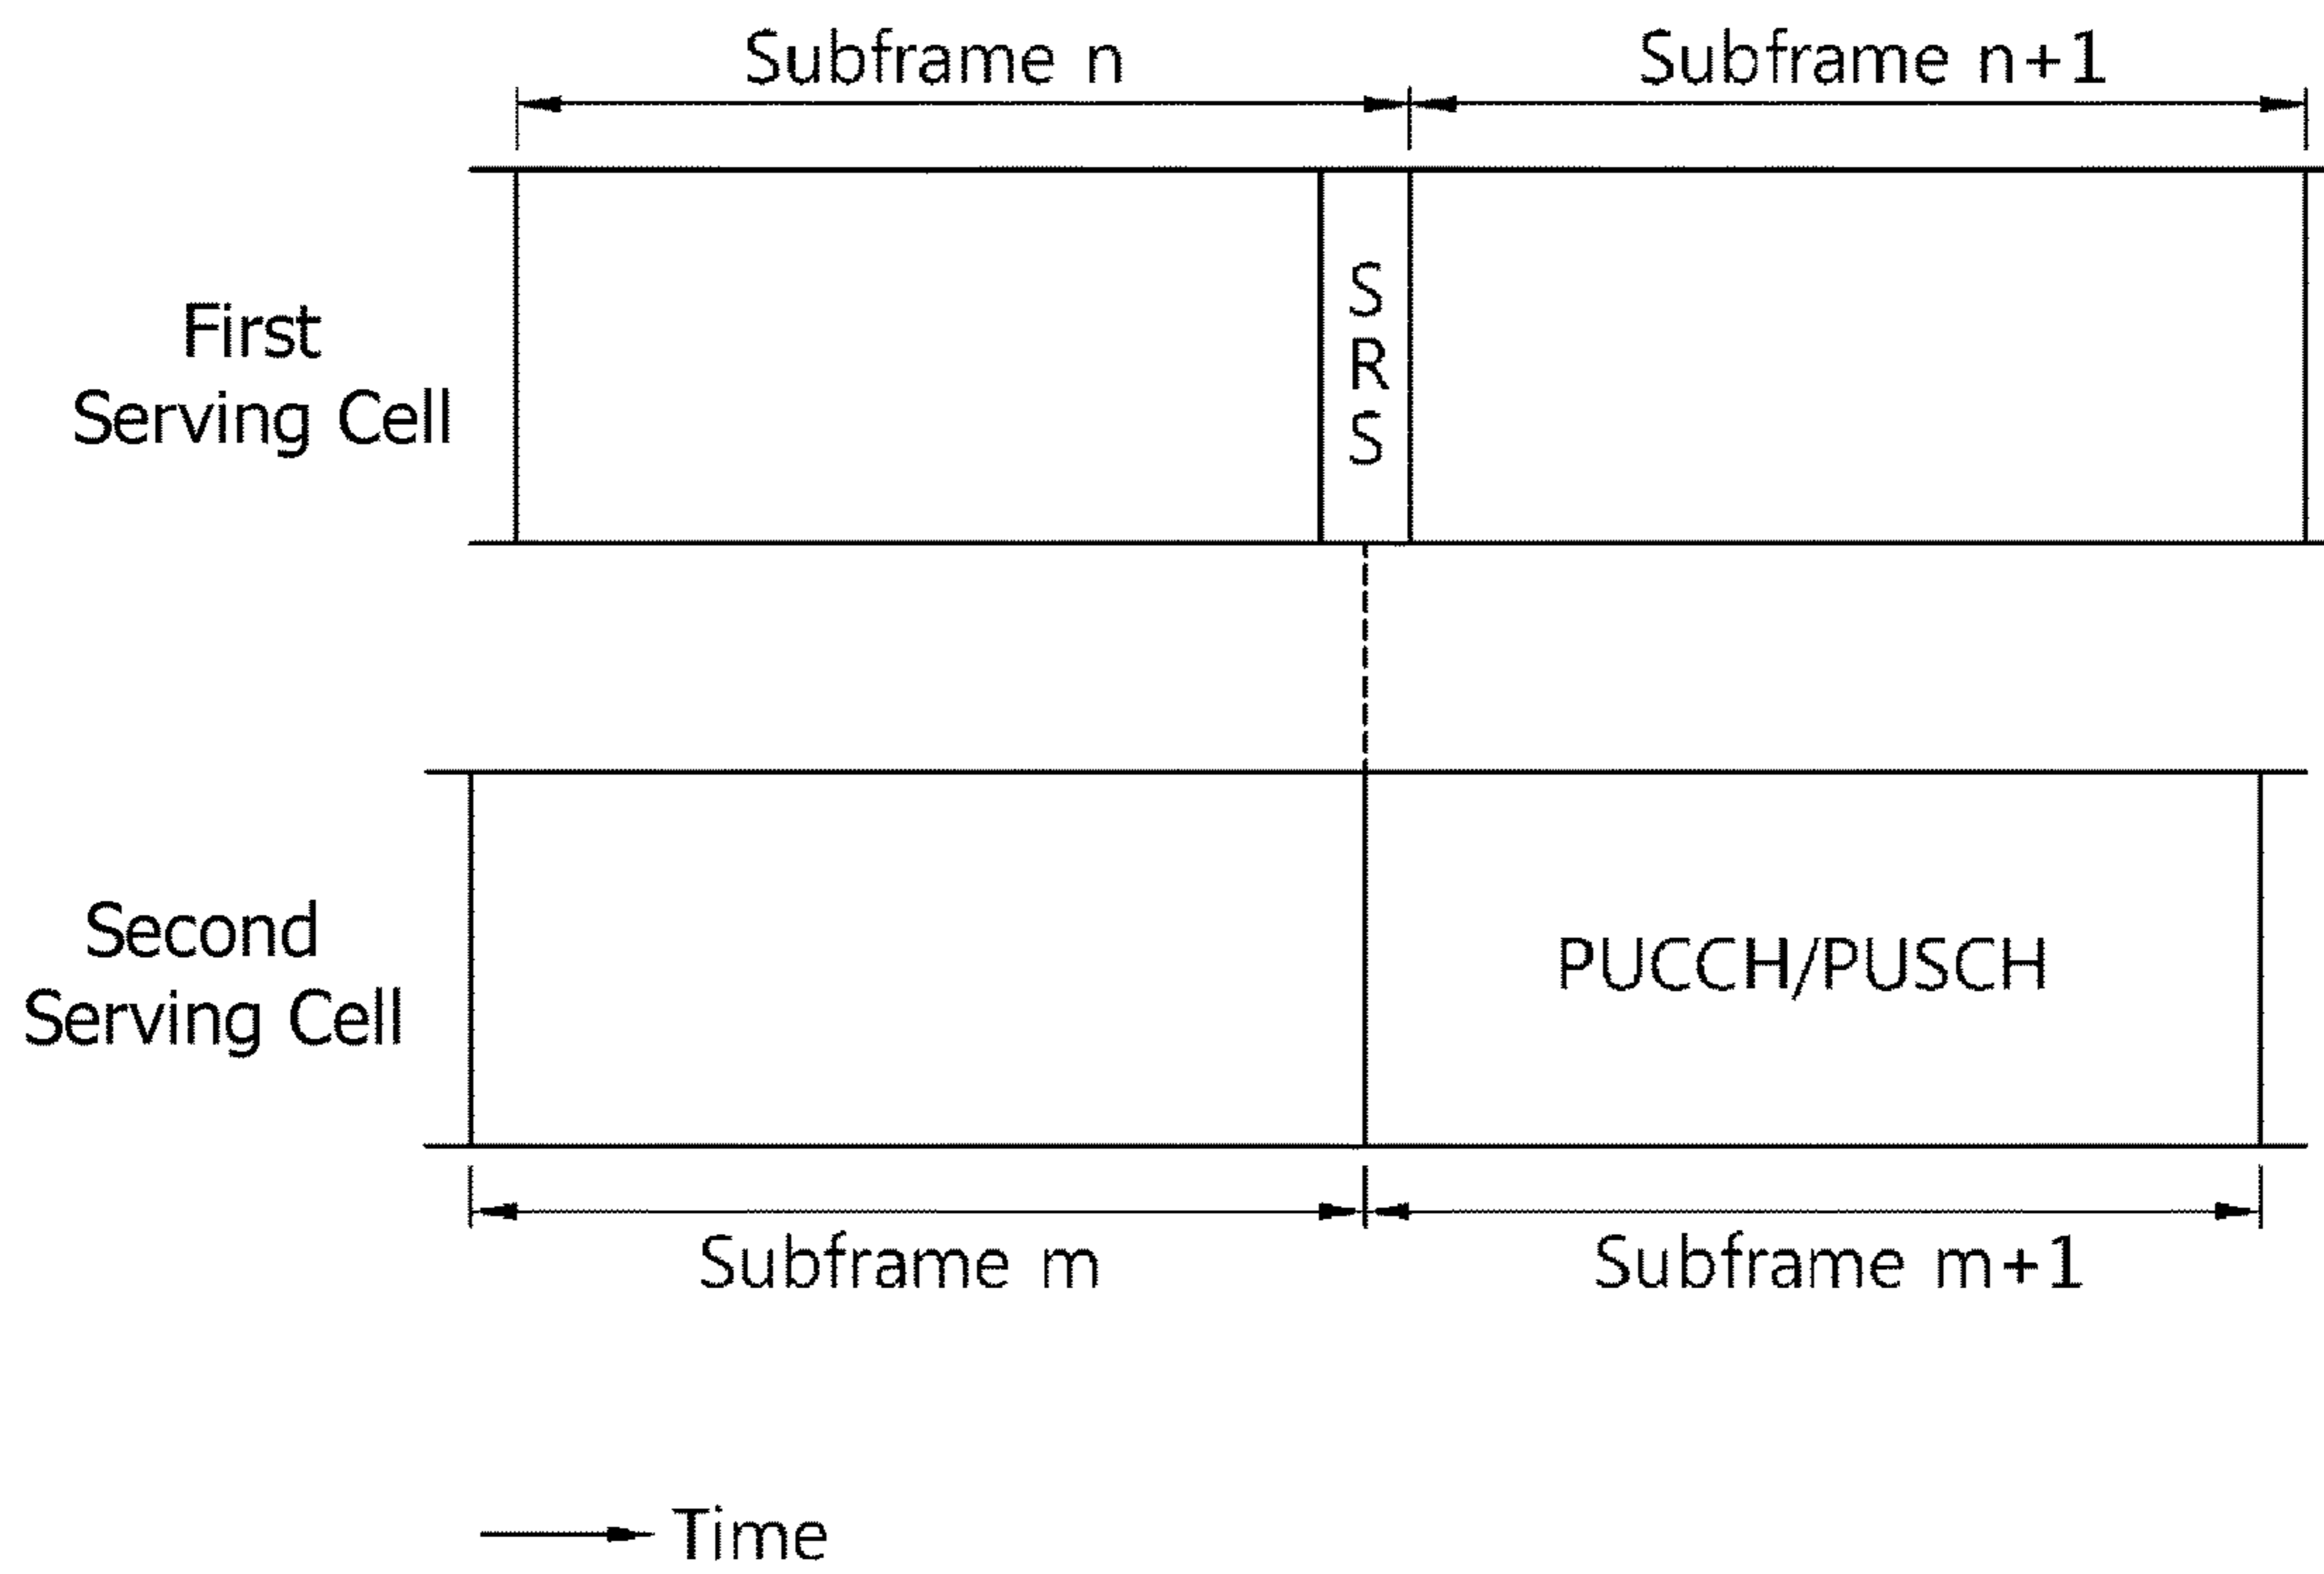 Subframe n
Subframe n+1
First
Serving Cell
S
R
S
Second
Serving Cell
PUCCH/PUSCH
Subframe m
Subframe m+1
Time